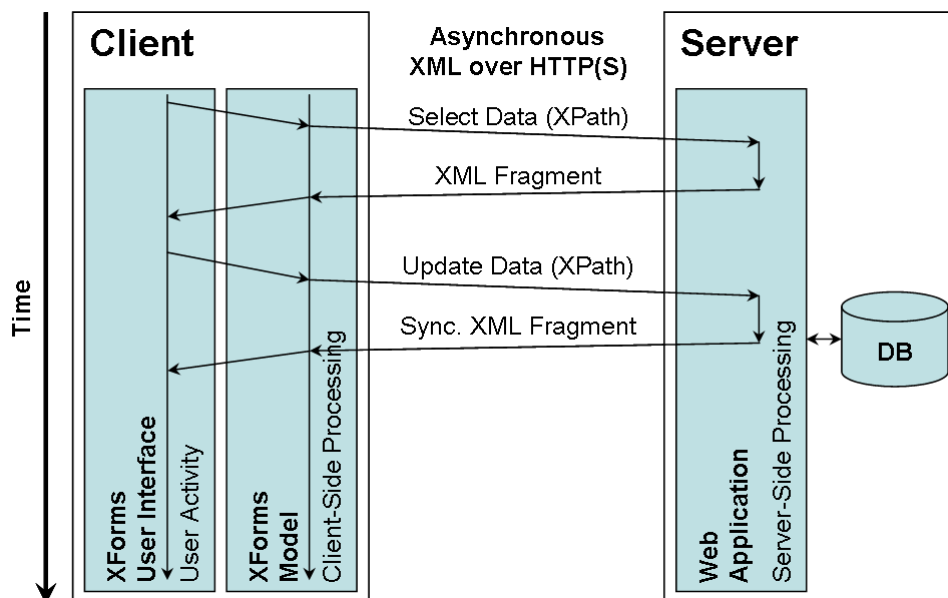 Client
Asynchronous
XML over HTTP(S)
Server
Select Data (XPath)
XML Fragment
Update Data (XPath)
Sync. XML Fragment
Time
XForms
User Interface
User Activity
XForms
Model
Client-Side Processing
Web
Application
Server-Side Processing
DB